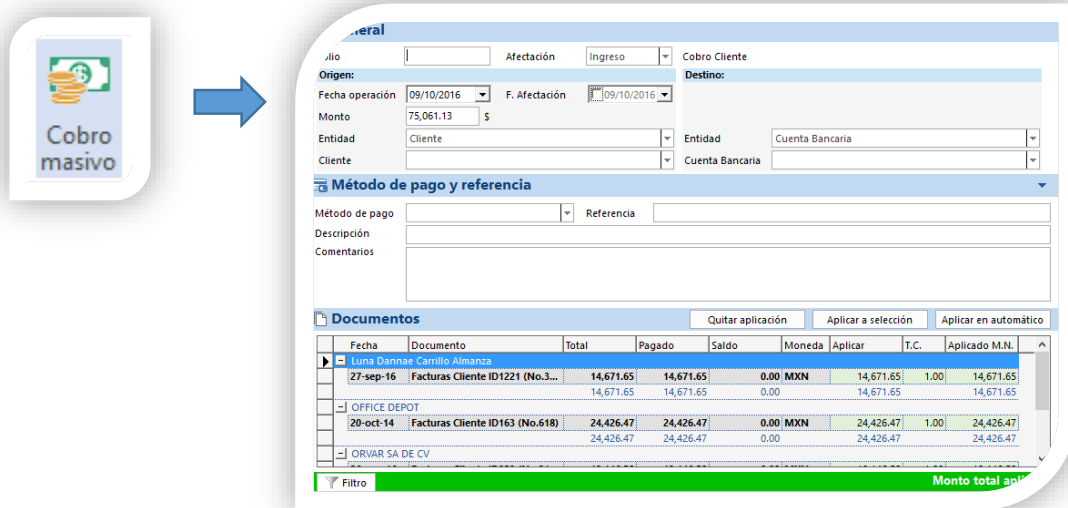 Cobro
masivo
Afectación Ingreso Cobro Cliente
Origen: Destino:
Fecha operación 09/10/2016 F. Afectación 09/10/2016
Monto 75,061.13 $
Entidad Cliente Entidad Cuenta Bancaria
Cliente Cuenta Bancaria
Método de pago y referencia
Método de pago Referencia
Descripción
Comentarios
Documentos Quitar aplicación Aplicar a selección Aplicar en automático
Fecha Documento Total Pagado Saldo Moneda Aplicar T.C. Aplicado M.N.
Luna Dannae Carrillo Almanza
27-sep-16 Facturas Cliente ID1221 (No.3... 14,671.65 14,671.65 0.00 MXN 14,671.65 1.00 14,671.65
14,671.65 14,671.65 0.00 14,671.65 14,671.65
OFFICE DEPOT
20-oct-14 Facturas Cliente ID163 (No.618) 24,426.47 24,426.47 0.00 MXN 24,426.47 1.00 24,426.47
24,426.47 24,426.47 0.00 24,426.47 24,426.47
ORVAR SA DE CV
Filtro Monto total